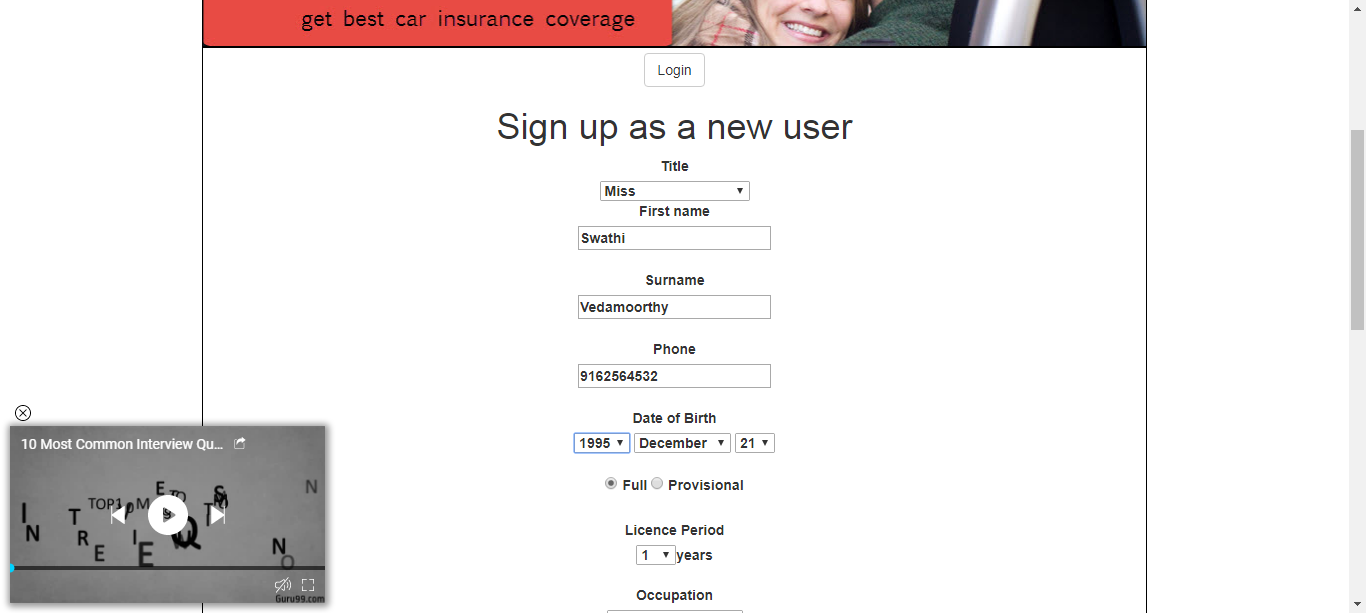 get best car insurance coverage
Login
Sign up as a new user
Title
Miss
First name
Swathi
Surname
Vedamoorthy
Phone
9162564532
Date of Birth
1995 December 21
Full Provisional
Licence Period
1 years
Occupation
10 Most Common Interview Qu...
TOP10
Guru99.com